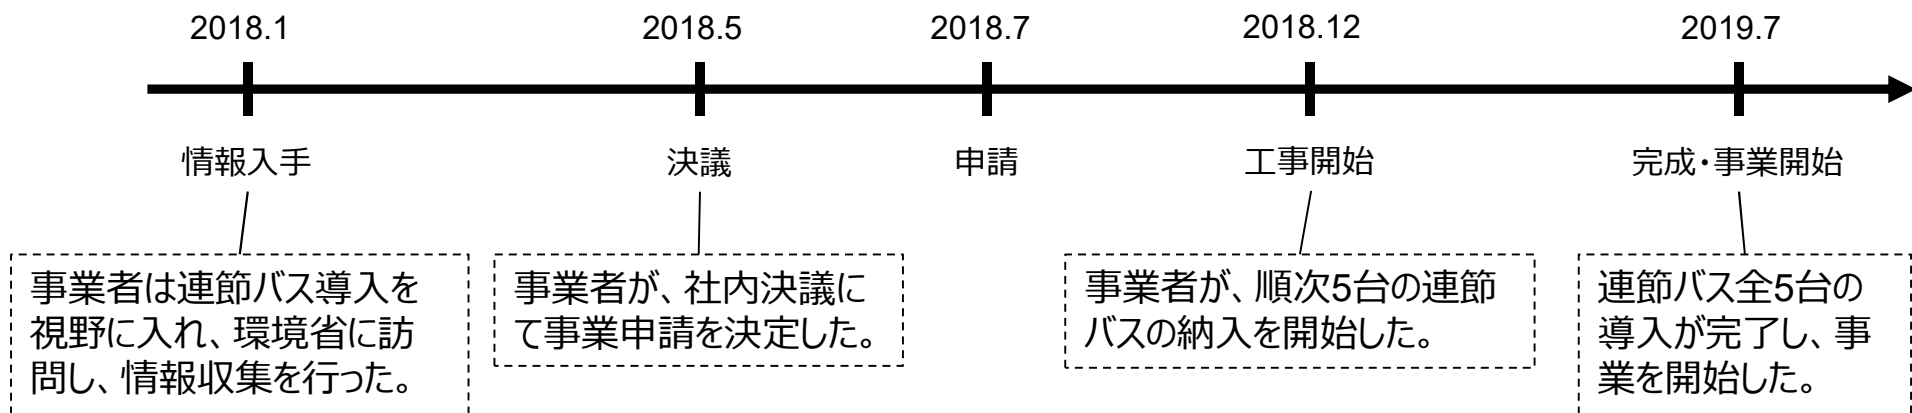 2018.1
2018.5
2018.7
2018.12
2019.7
情報入手
決議
申請
工事開始
完成・事業開始
事業者は連節バス導入を
視野に入れ、環境省に訪
問し、情報収集を行った。
事業者が、社内決議に
て事業申請を決定した。
事業者が、順次5台の連節
バスの納入を開始した。
連節バス全5台の
導入が完了し、事
業を開始した。